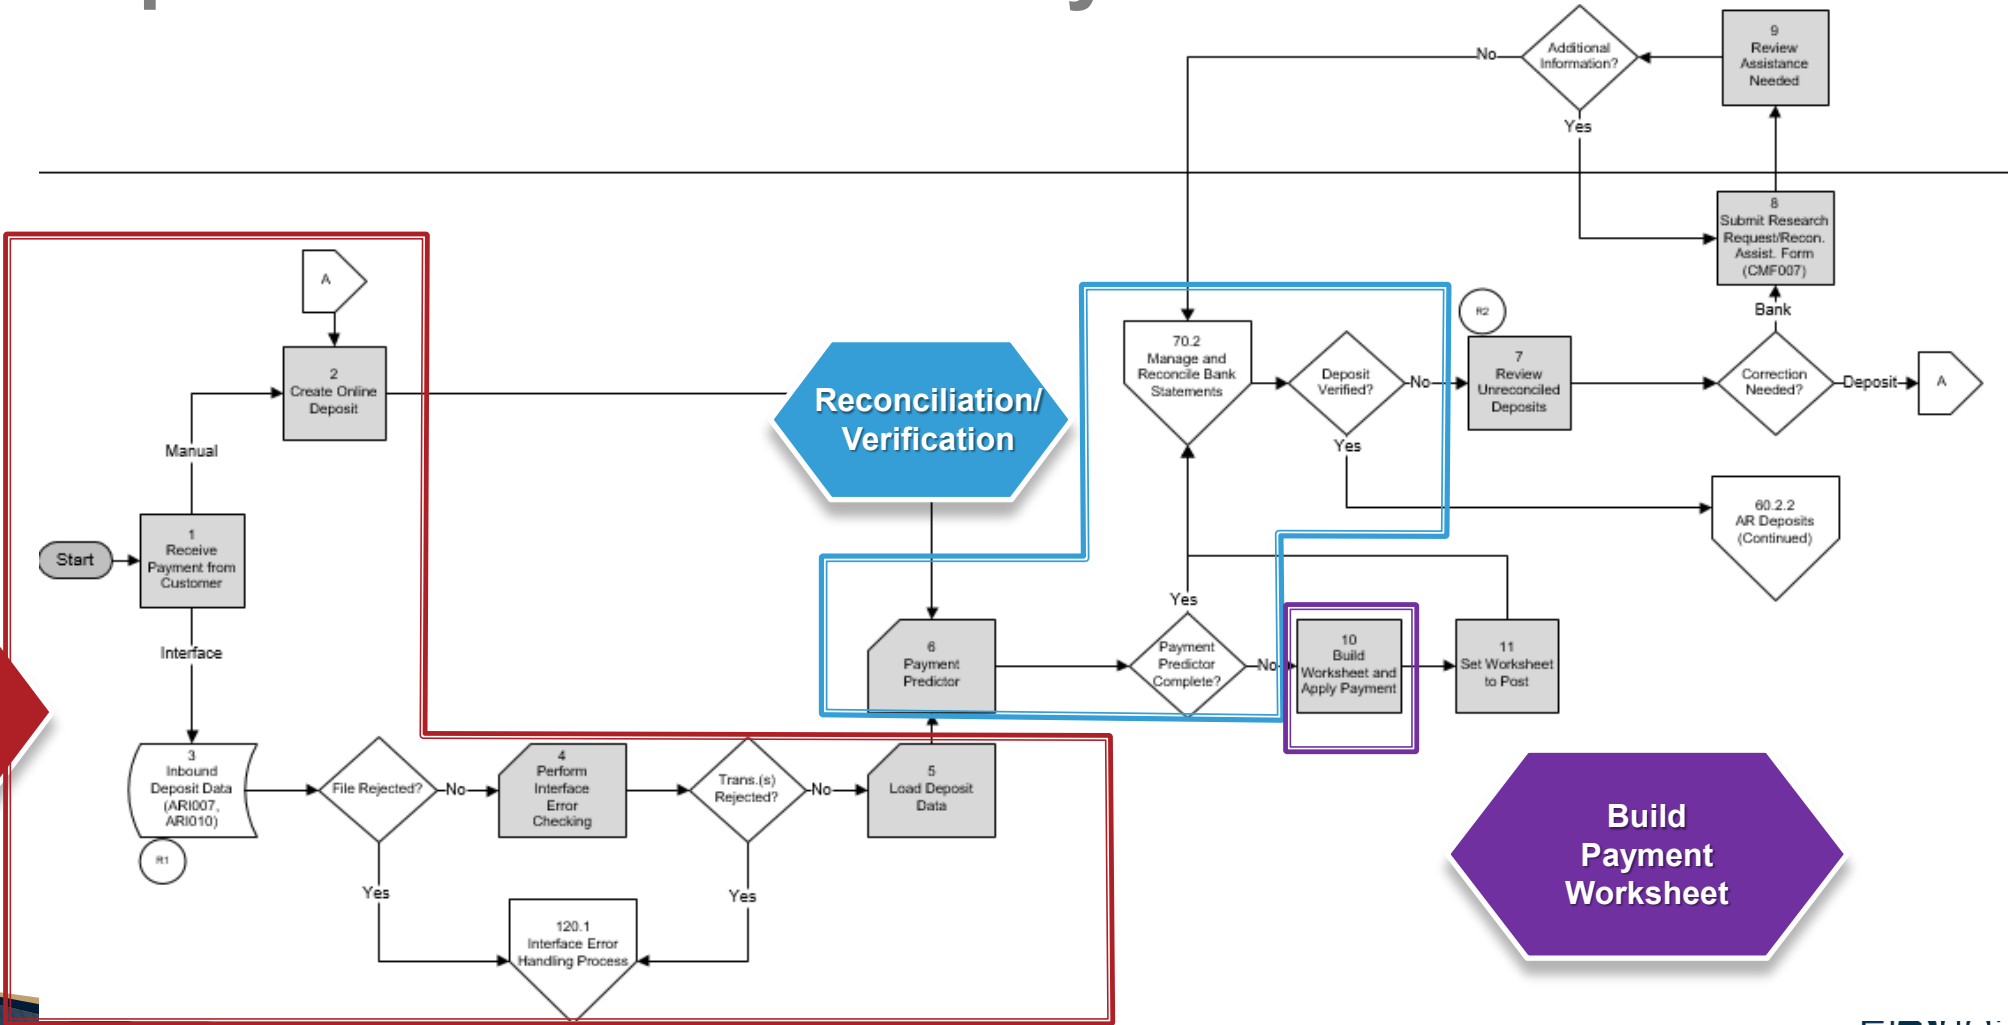 9
Review
Assistance
Needed
Additional
Information?
No
Yes
8
Submit Research
Request/Recon.
Assist. Form
(CMF007)
Bank
A
2
Create Online
Deposit
Manual
Reconciliation/
Verification
70.2
Manage and
Reconcile Bank
Statements
Deposit
Verified?
No
Yes
R2
7
Review
Unreconciled
Deposits
Correction
Needed?
Deposit
A
60.2.2
AR Deposits
(Continued)
Start
1
Receive
Payment from
Customer
Interface
6
Payment
Predictor
Yes
Payment
Predictor
Complete?
No
10
Build
Worksheet and
Apply Payment
11
Set Worksheet
to Post
3
Inbound
Deposit Data
(ARI007,
ARI010)
R1
File Rejected?
No
Yes
4
Perform
Interface
Error
Checking
Trans.(s)
Rejected?
No
Yes
5
Load Deposit
Data
120.1
Interface Error
Handling Process
Build
Payment
Worksheet